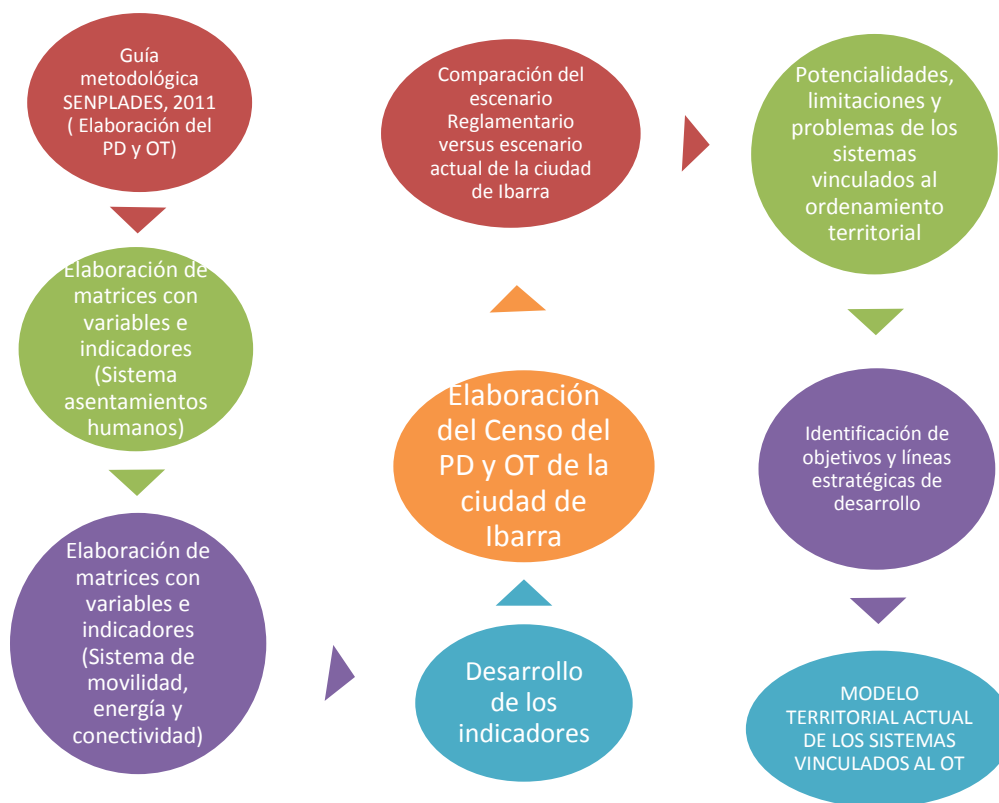 Guía
metodológica
SENPLADES, 2011
( Elaboración del
PD y OT)
Elaboración de
matrices con
variables e
indicadores
(Sistema
asentamientos
humanos)
Elaboración de
matrices con
variables e
indicadores
(Sistema de
movilidad,
energía y
conectividad)
Desarrollo
de los
indicadores
Elaboración
del Censo del
PD y OT de la
ciudad de
Ibarra
Comparación del
escenario
Reglamentario
versus escenario
actual de la ciudad
de Ibarra
Potencialidades,
limitaciones y
problemas de los
sistemas
vinculados al
ordenamiento
territorial
Identificación de
objetivos y líneas
estratégicas de
desarrollo
MODELO
TERRITORIAL ACTUAL
DE LOS SISTEMAS
VINCULADOS AL OT